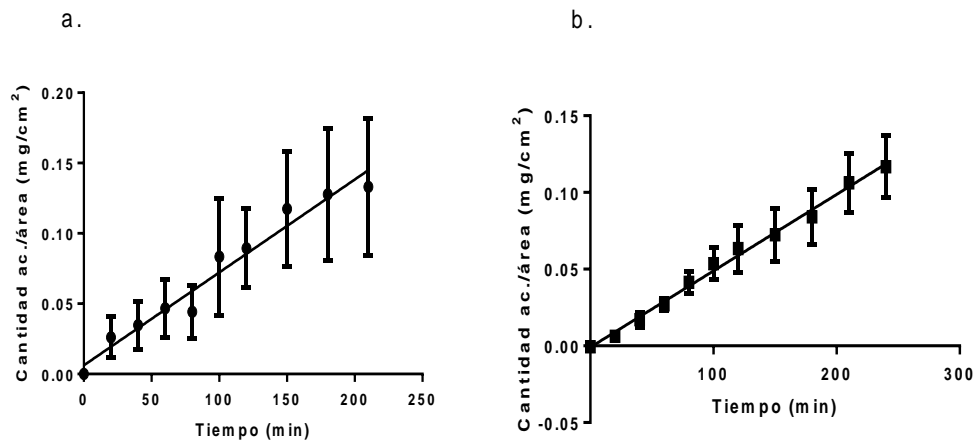 a.
Cantidad ac./área (mg/cm²)
0.20
0.15
0.10
0.05
0.00
0 50 100 150 200 250
Tiempo (min)
b.
Cantidad ac./área (mg/cm²)
0.15
0.10
0.05
0.00
-0.05
100 200 300
Tiempo (min)